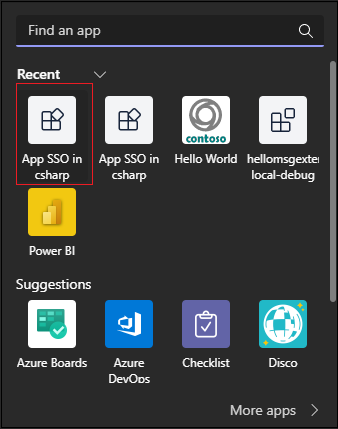 Find an app
Recent
App SSO in
csharp
App SSO in
csharp
contoso
Hello World
hellomsgexter
local-debug
Power BI
Suggestions
Azure Boards
Azure
DevOps
Checklist
Disco
More apps